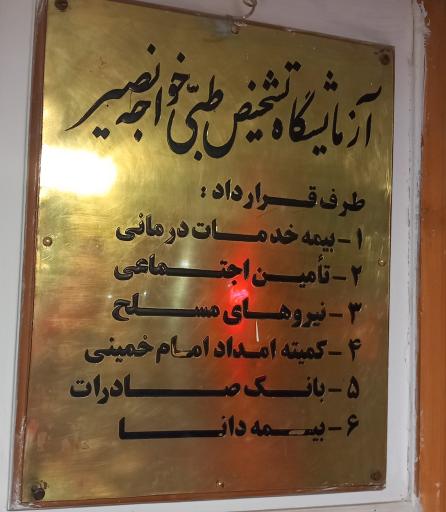 آزمایشگاه تشخیص طبّی خواجه نصیر
طرف قرارداد :
۱- بیمه خدمات درمانی
۲- تأمین اجتماعی
۳- نیروهای مسلح
۴- کمیته امداد امام خمینی
۵- بانک صادرات
۶- بیمه دانا